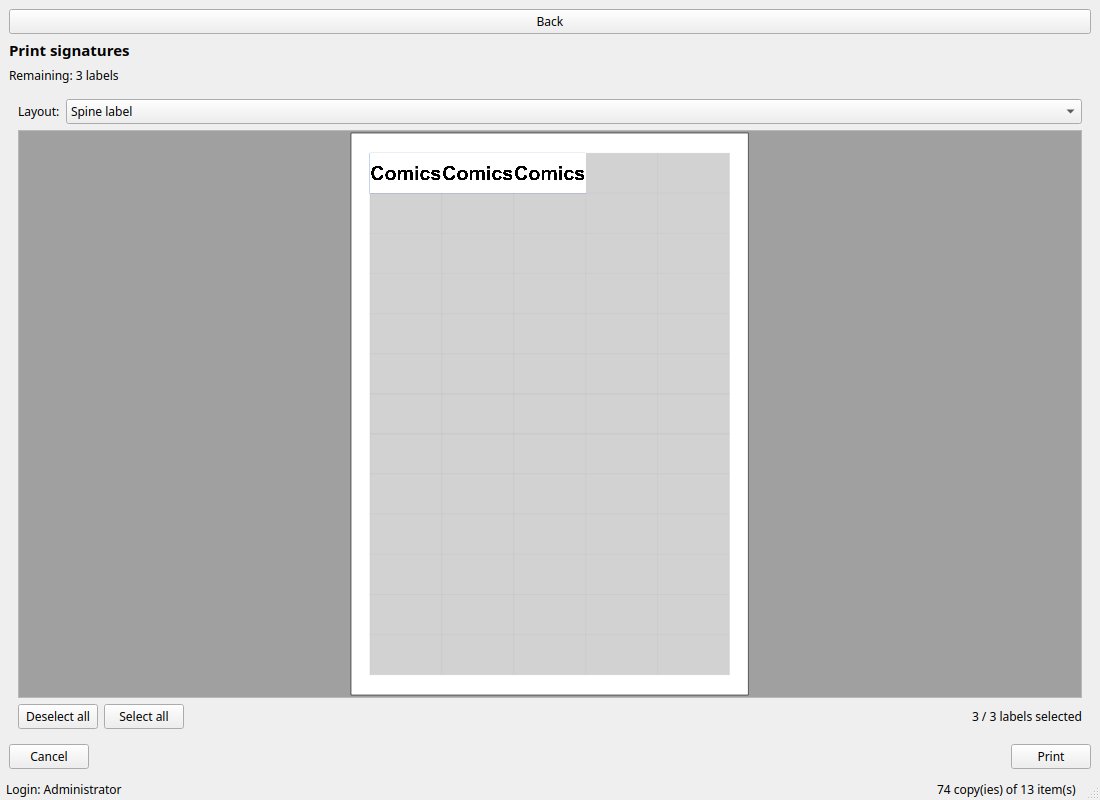 Back
Print signatures
Remaining: 3 labels
Layout: Spine label
ComicsComicsComics
Deselect all Select all 3 / 3 labels selected
Cancel Print
Login: Administrator 74 copy(ies) of 13 item(s)